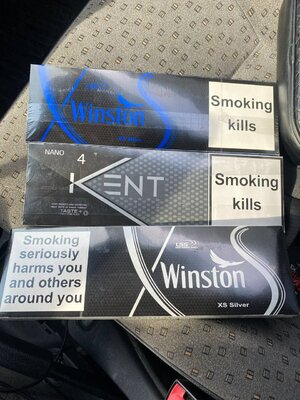 Winston
Smoking
kills
NANO
4
KENT
TASTE+
Smoking
kills
Smoking
seriously
harms you
and others
around you
Winston
XS Silver